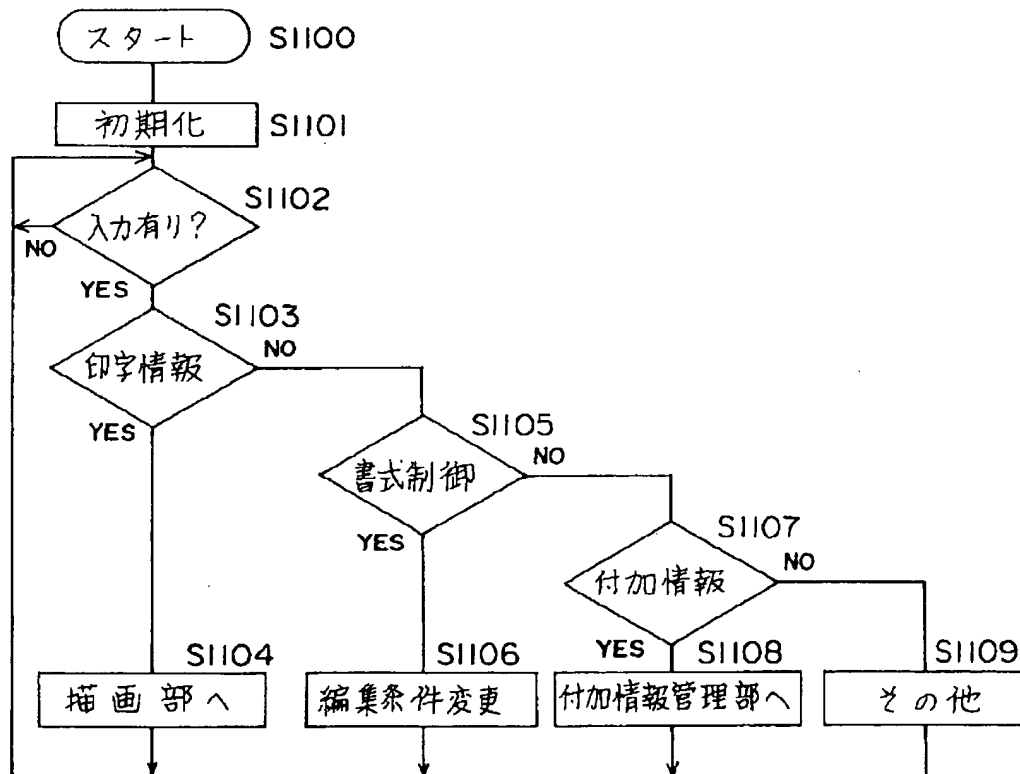 スタート S1100
初期化 S1101
S1102
入力有り?
NO
YES
S1103
印字情報
NO
YES
S1105
書式制御
NO
YES
S1107
付加情報
NO
YES
S1104
描画部へ
S1106
編集条件変更
S1108
付加情報管理部へ
S1109
その他